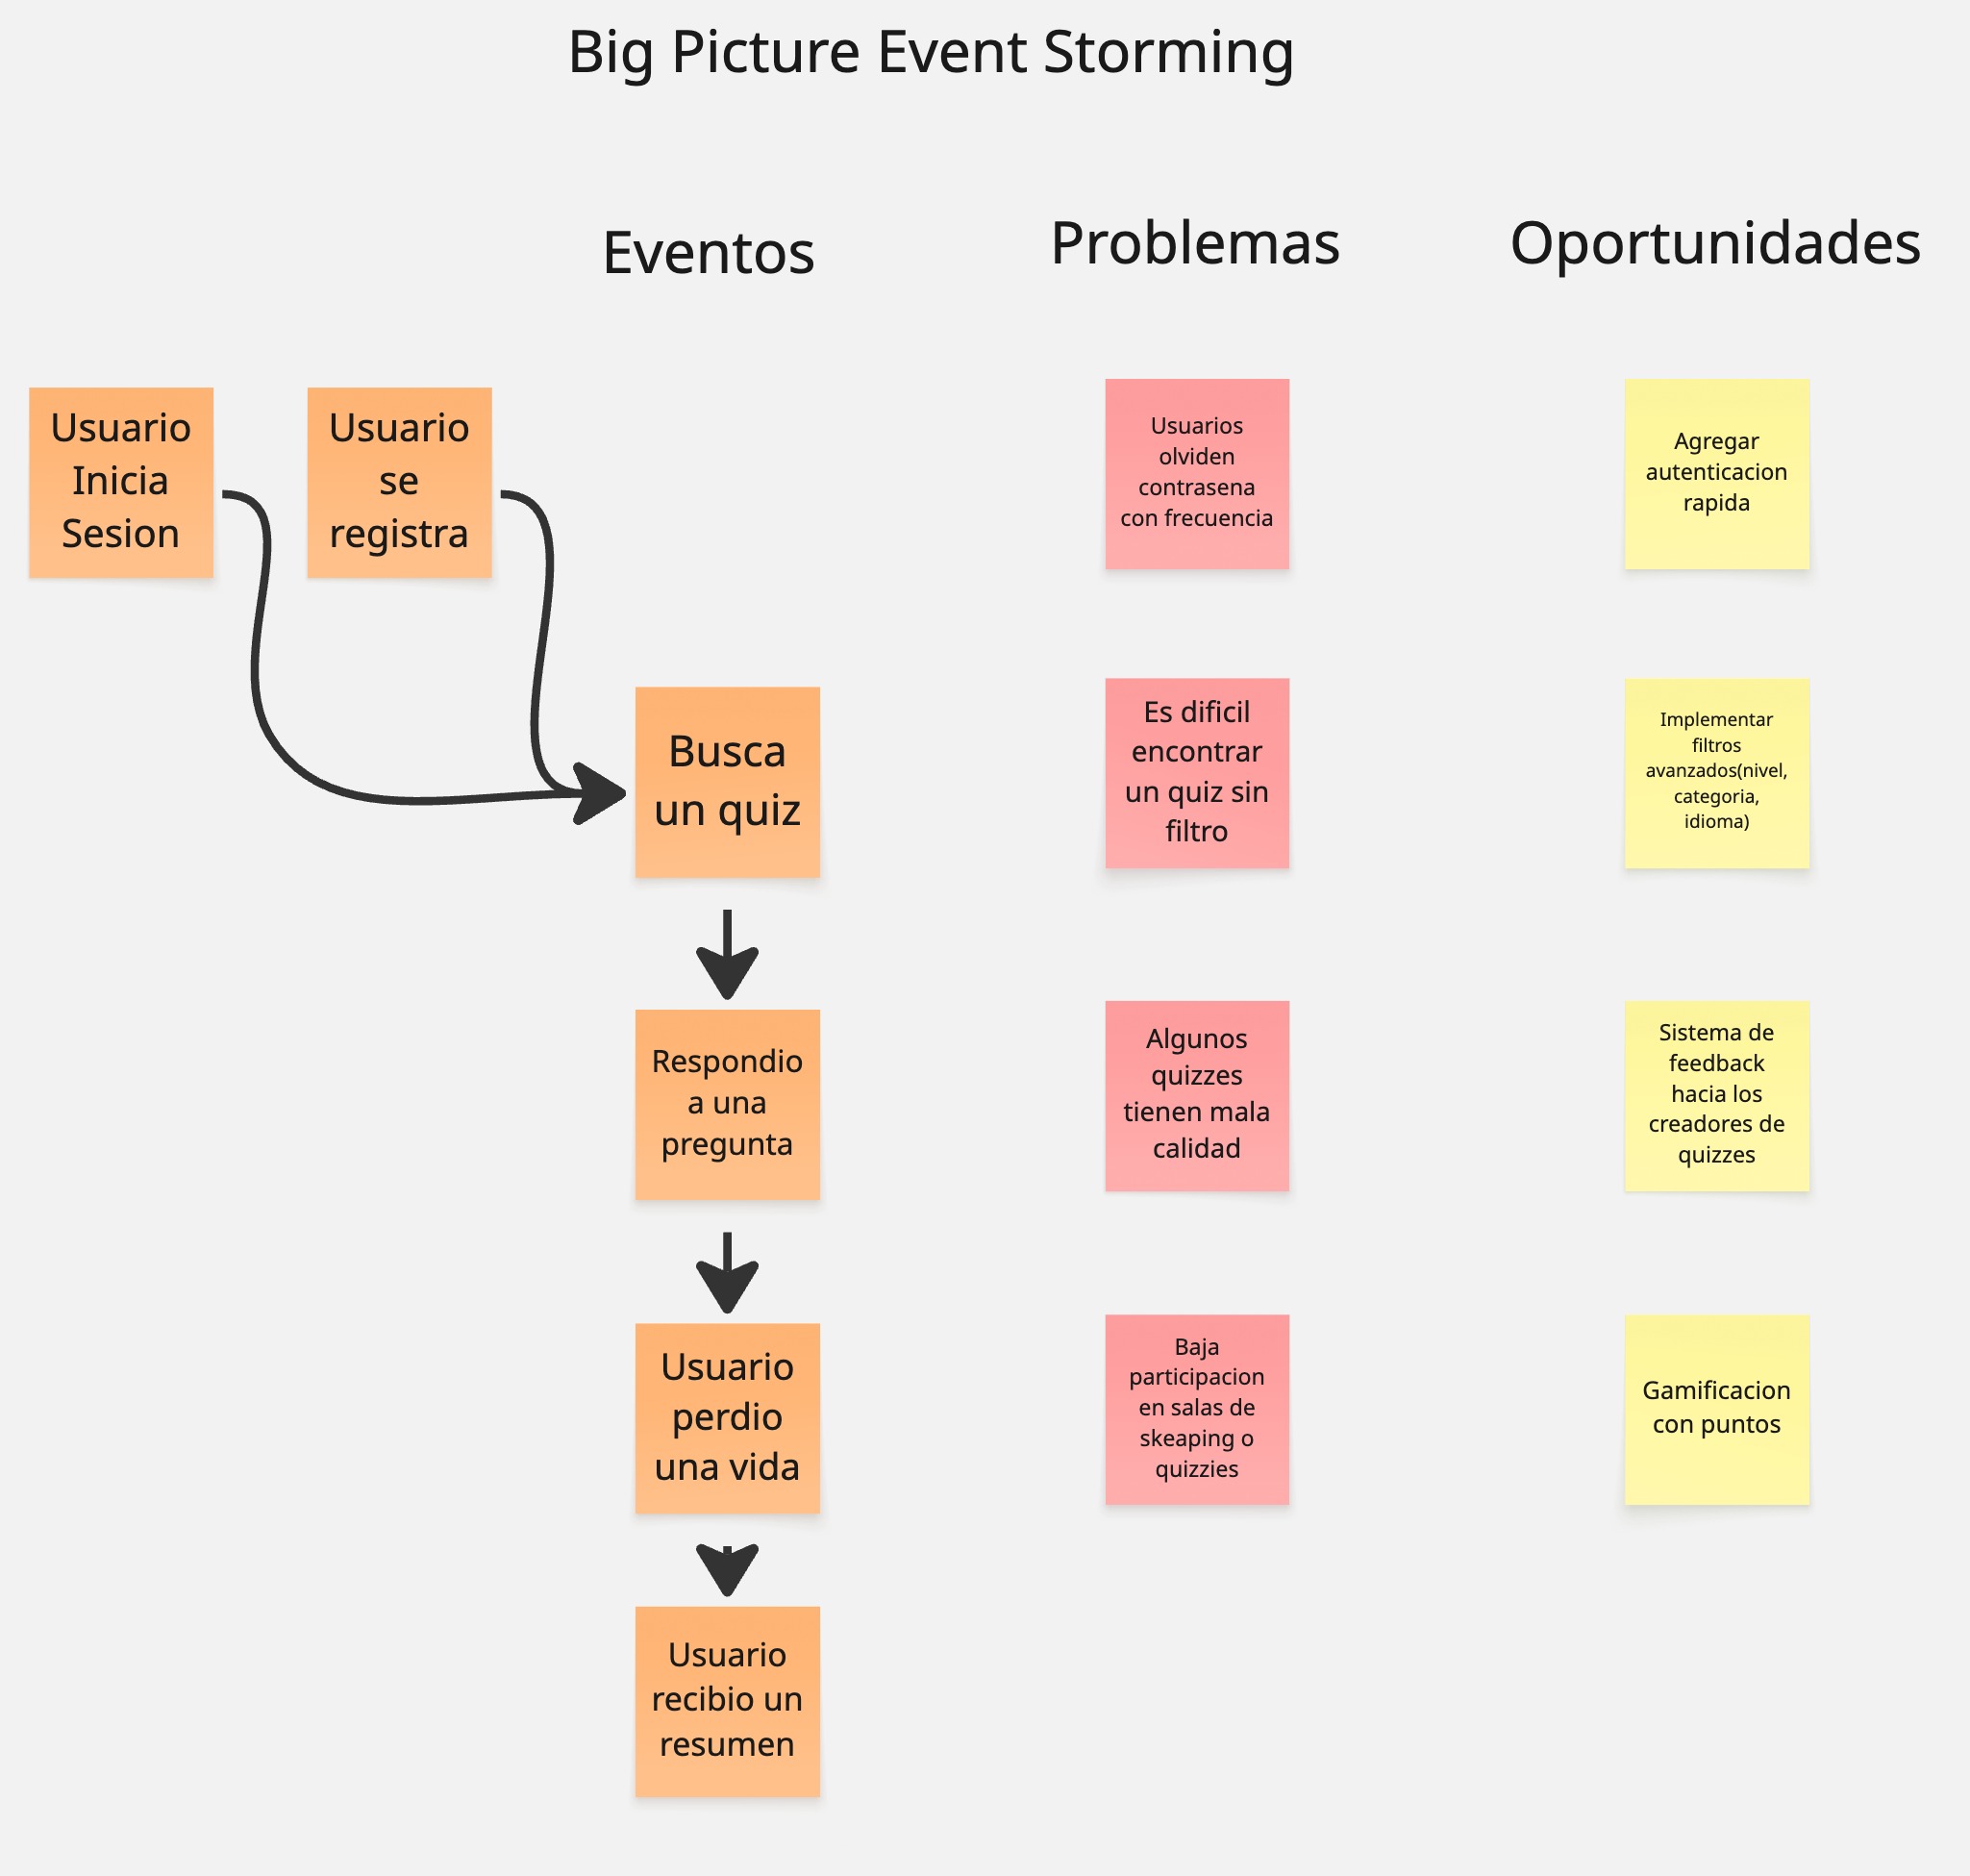 Big Picture Event Storming
Eventos
Problemas
Oportunidades
Usuario
Inicia
Sesion
Usuario
se
registra
Usuarios
olviden
contrasena
con frecuencia
Agregar
autenticacion
rapida
Busca
un quiz
Es dificil
encontrar
un quiz sin
filtro
Implementar
filtros
avanzados(nivel,
categoria,
idioma)
Respondio
a una
pregunta
Algunos
quizzes
tienen mala
calidad
Sistema de
feedback
hacia los
creadores de
quizzes
Usuario
perdio
una vida
Baja
participacion
en salas de
skeaping o
quizzies
Gamificacion
con puntos
Usuario
recibio un
resumen